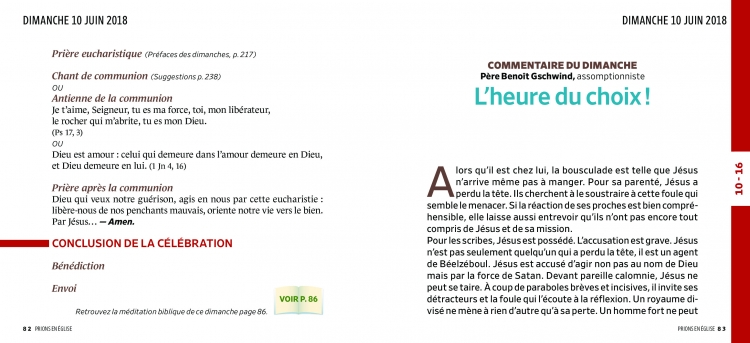 DIMANCHE 10 JUIN 2018
Prière eucharistique (Préfaces des dimanches, p. 217)
Chant de communion (Suggestions p. 238)
OU
Antienne de la communion
Je t'aime, Seigneur, tu es ma force, toi, mon libérateur,
le rocher qui m'abrite, tu es mon Dieu.
(Ps 17, 3)
OU
Dieu est amour : celui qui demeure dans l'amour demeure en Dieu,
et Dieu demeure en lui. (1 Jn 4, 16)
Prière après la communion
Dieu qui veux notre guérison, agis en nous par cette eucharistie :
libère-nous de nos penchants mauvais, oriente notre vie vers le bien.
Par Jésus… — Amen.
CONCLUSION DE LA CÉLÉBRATION
Bénédiction
Envoi
VOIR P. 86
Retrouvez la méditation biblique de ce dimanche page 86.
82 PRIONS EN ÉGLISE
DIMANCHE 10 JUIN 2018
COMMENTAIRE DU DIMANCHE
Père Benoît Gschwind, assomptionniste
L'heure du choix !
Alors qu'il est chez lui, la bousculade est telle que Jésus
n'arrive même pas à manger. Pour sa parenté, Jésus a
perdu la tête. Ils cherchent à le soustraire à cette foule qui
semble le menacer. Si la réaction de ses proches est bien compré-
hensible, elle laisse aussi entrevoir qu'ils n'ont pas encore tout
compris de Jésus et de sa mission.
Pour les scribes, Jésus est possédé. L'accusation est grave. Jésus
n'est pas seulement quelqu'un qui a perdu la tête, il est un agent
de Béelzéboul. Jésus est accusé d'agir non pas au nom de Dieu
mais par la force de Satan. Devant pareille calomnie, Jésus ne
peut se taire. À coup de paraboles brèves et incisives, il invite ses
détracteurs et la foule qui l'écoute à la réflexion. Un royaume di-
visé ne mène à rien d'autre qu'à sa perte. Un homme fort ne peut
10 - 16
PRIONS EN ÉGLISE 83